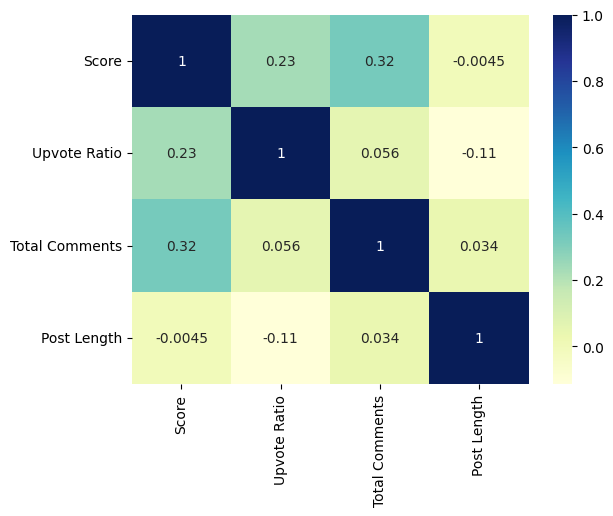 Score 1 0.23 0.32 -0.0045
Upvote Ratio 0.23 1 0.056 -0.11
Total Comments 0.32 0.056 1 0.034
Post Length -0.0045 -0.11 0.034 1
Score
Upvote Ratio
Total Comments
Post Length
1.0
0.8
0.6
0.4
0.2
0.0